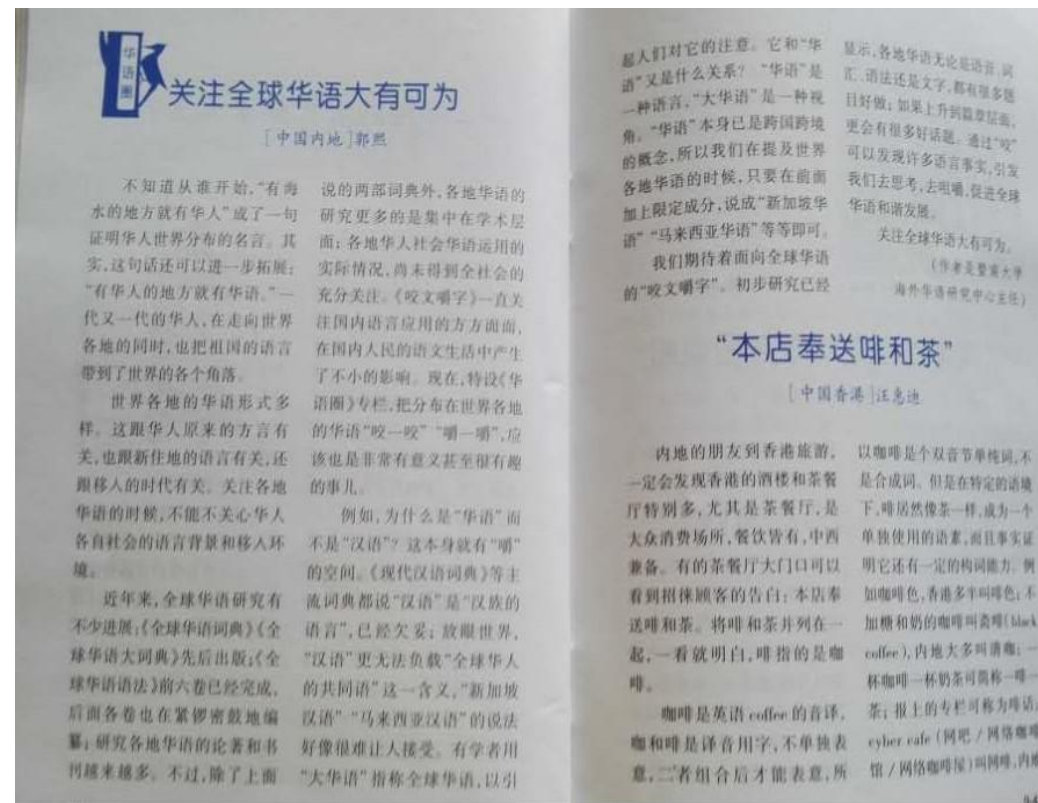 华语圈
关注全球华语大有可为
[中国内地]郭熙
不知道从谁开始,“有海
水的地方就有华人”成了一句
证明华人世界分布的名言。其
实,这句话还可以进一步拓展:
“有华人的地方就有华语。”一
代又一代的华人,在走向世界
各地的同时,也把祖国的语言
带到了世界的各个角落。
世界各地的华语形式多
样。这跟华人原来的方言有
关,也跟新住地的语言有关,还
跟移入的时代有关。关注各地
华语的时候,不能不关心华人
各自社会的语言背景和移入环
境。
近年来,全球华语研究有
不少进展:《全球华语词典》《全
球华语大词典》先后出版;《全
球华语语法》前六卷已经完成,
后面各卷也在紧锣密鼓地编
纂;研究各地华语的论著和书
刊越来越多。不过,除了上面
说的两部词典外,各地华语的
研究更多的是集中在学术层
面;各地华人社会华语运用的
实际情况,尚未得到全社会的
充分关注。《咬文嚼字》一直关
注国内语言应用的方方面面,
在国内人民的语文生活中产生
了不小的影响。现在,特设《华
语圈》专栏,把分布在世界各地
的华语“咬一咬”“嚼一嚼”,应
该也是非常有意义甚至很有趣
的事儿。
例如,为什么是“华语”而
不是“汉语”?这本身就有“嚼”
的空间。《现代汉语词典》等主
流词典都说“汉语”是“汉族的
语言”,已经欠妥;放眼世界,
“汉语”更无法负载“全球华人
的共同语”这一含义,“新加坡
汉语”“马来西亚汉语”的说法
好像很难让人接受。有学者用
“大华语”指称全球华语,以引
起人们对它的注意。它和“华
语”又是什么关系?“华语”是
一种语言,“大华语”是一种视
角。“华语”本身已是跨国跨境
的概念,所以我们在提及世界
各地华语的时候,只要在前面
加上限定成分,说成“新加坡华
语”“马来西亚华语”等等即可。
我们期待着面向全球华语
的“咬文嚼字”。初步研究已经
显示,各地华语无论是语音、词
汇、语法还是文字,都有很多题
目好做;如果上升到篇章层面,
更会有很多好话题。通过“咬”
可以发现许多语言事实,引发
我们去思考,去咀嚼,促进全球
华语和谐发展。
关注全球华语大有可为。
(作者是暨南大学
海外华语研究中心主任)
“本店奉送啡和茶”
[中国香港]汪惠迪
内地的朋友到香港旅游,
一定会发现香港的酒楼和茶餐
厅特别多,尤其是茶餐厅,是
大众消费场所,餐饮皆有,中西
兼备。有的茶餐厅大门口可以
看到招徕顾客的告白:本店奉
送啡和茶。将啡和茶并列在一
起,一看就明白,啡指的是咖
啡。
咖啡是英语 coffee 的音译,
咖和啡是译音用字,不单独表
意,二者组合后才能表意,所
以咖啡是个双音节单纯词,不
是合成词。但是在特定的语境
下,啡居然像茶一样,成为一个
单独使用的语素,而且事实证
明它还有一定的构词能力。例
如咖啡色,香港多半叫啡色;不
加糖和奶的咖啡叫斋啡(black
coffee),内地大多叫清咖;一
杯咖啡一杯奶茶可简称一啡一
茶;报上的专栏可称为啡话;
cyber cafe(网吧/网络咖啡
馆/网络咖啡屋)叫网啡,内地